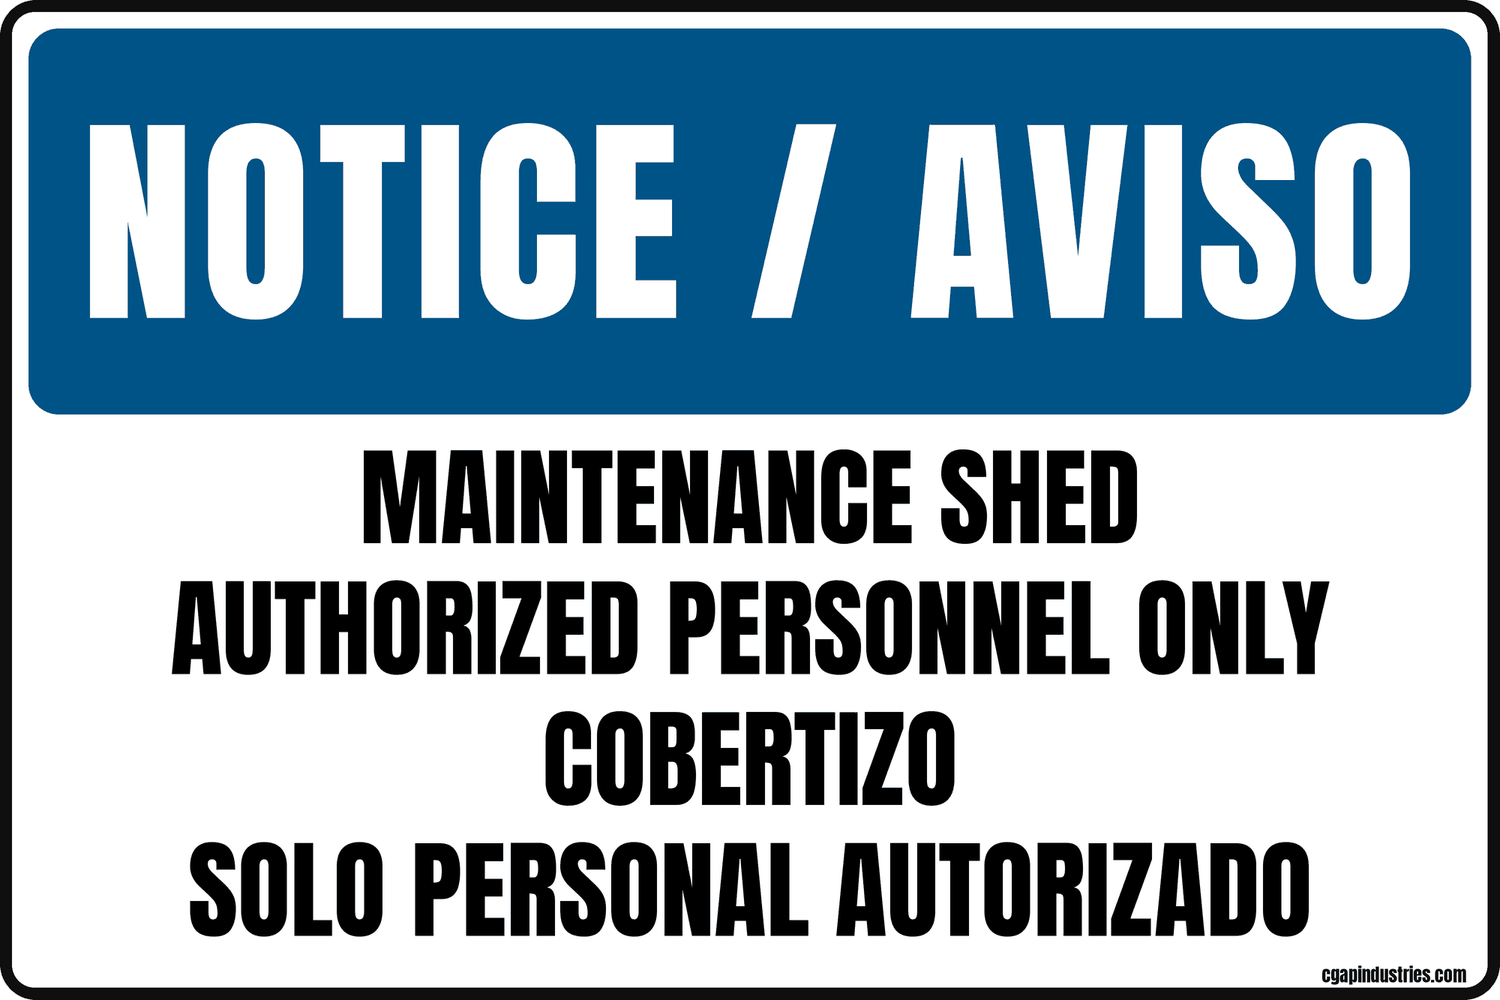 NOTICE / AVISO
MAINTENANCE SHED
AUTHORIZED PERSONNEL ONLY
COBERTIZO
SOLO PERSONAL AUTORIZADO
cgapindustries.com